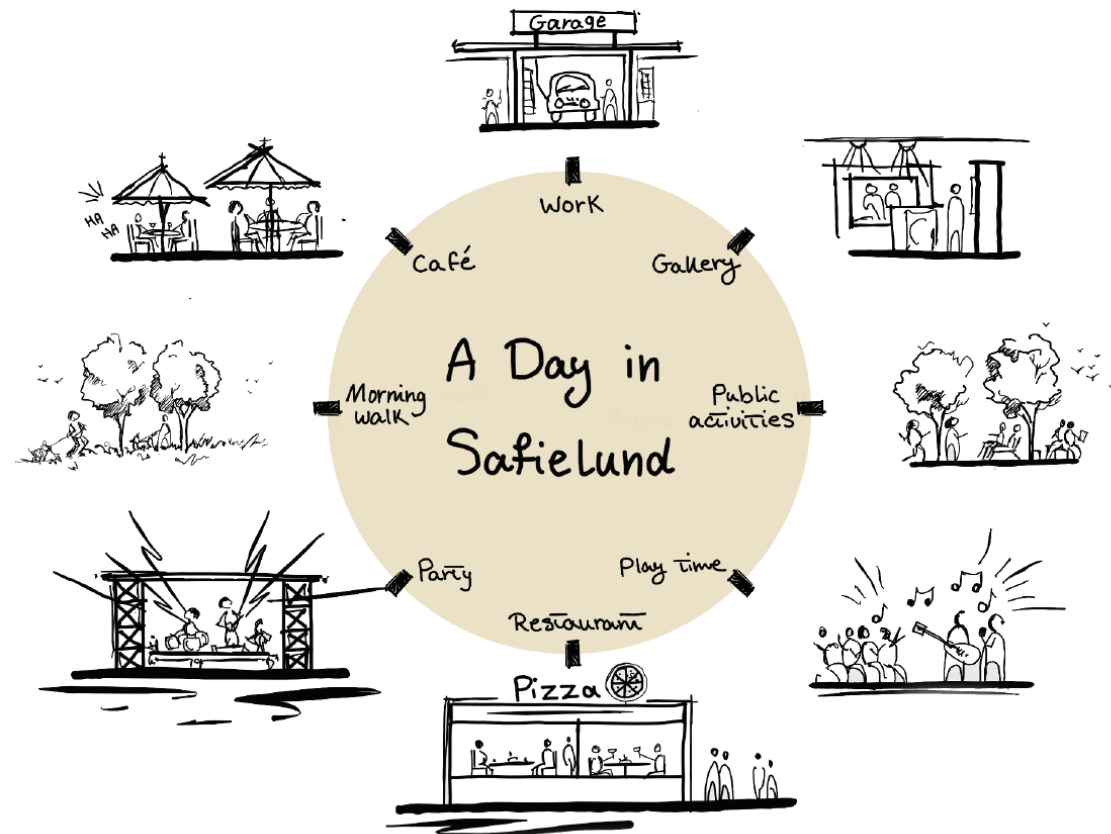 Garage
Work
HA
HA
Café
Gallery
A Day in
Safielund
Morning
walk
Public
activities
Party
Play time
Restaurant
Pizza